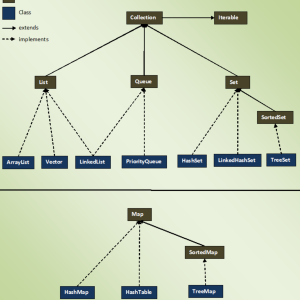 Class
extends
implements
Collection
Iterable
List
Queue
Set
SortedSet
ArrayList
Vector
LinkedList
PriorityQueue
HashSet
LinkedHashSet
TreeSet
Map
SortedMap
HashMap
HashTable
TreeMap